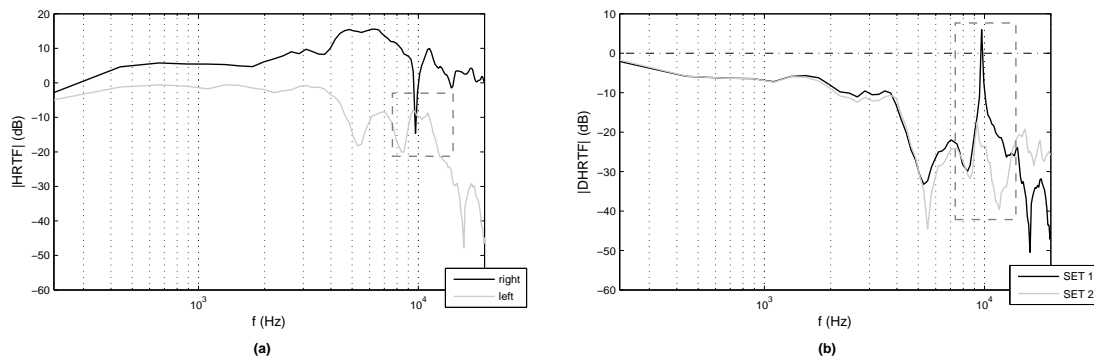 20
10
0
−10
−20
−30
−40
−50
−60
|HRTF| (dB)
10³
10⁴
f (Hz)
right
left
(a)
10
0
−10
−20
−30
−40
−50
−60
|DHRTF| (dB)
10³
10⁴
f (Hz)
SET 1
SET 2
(b)